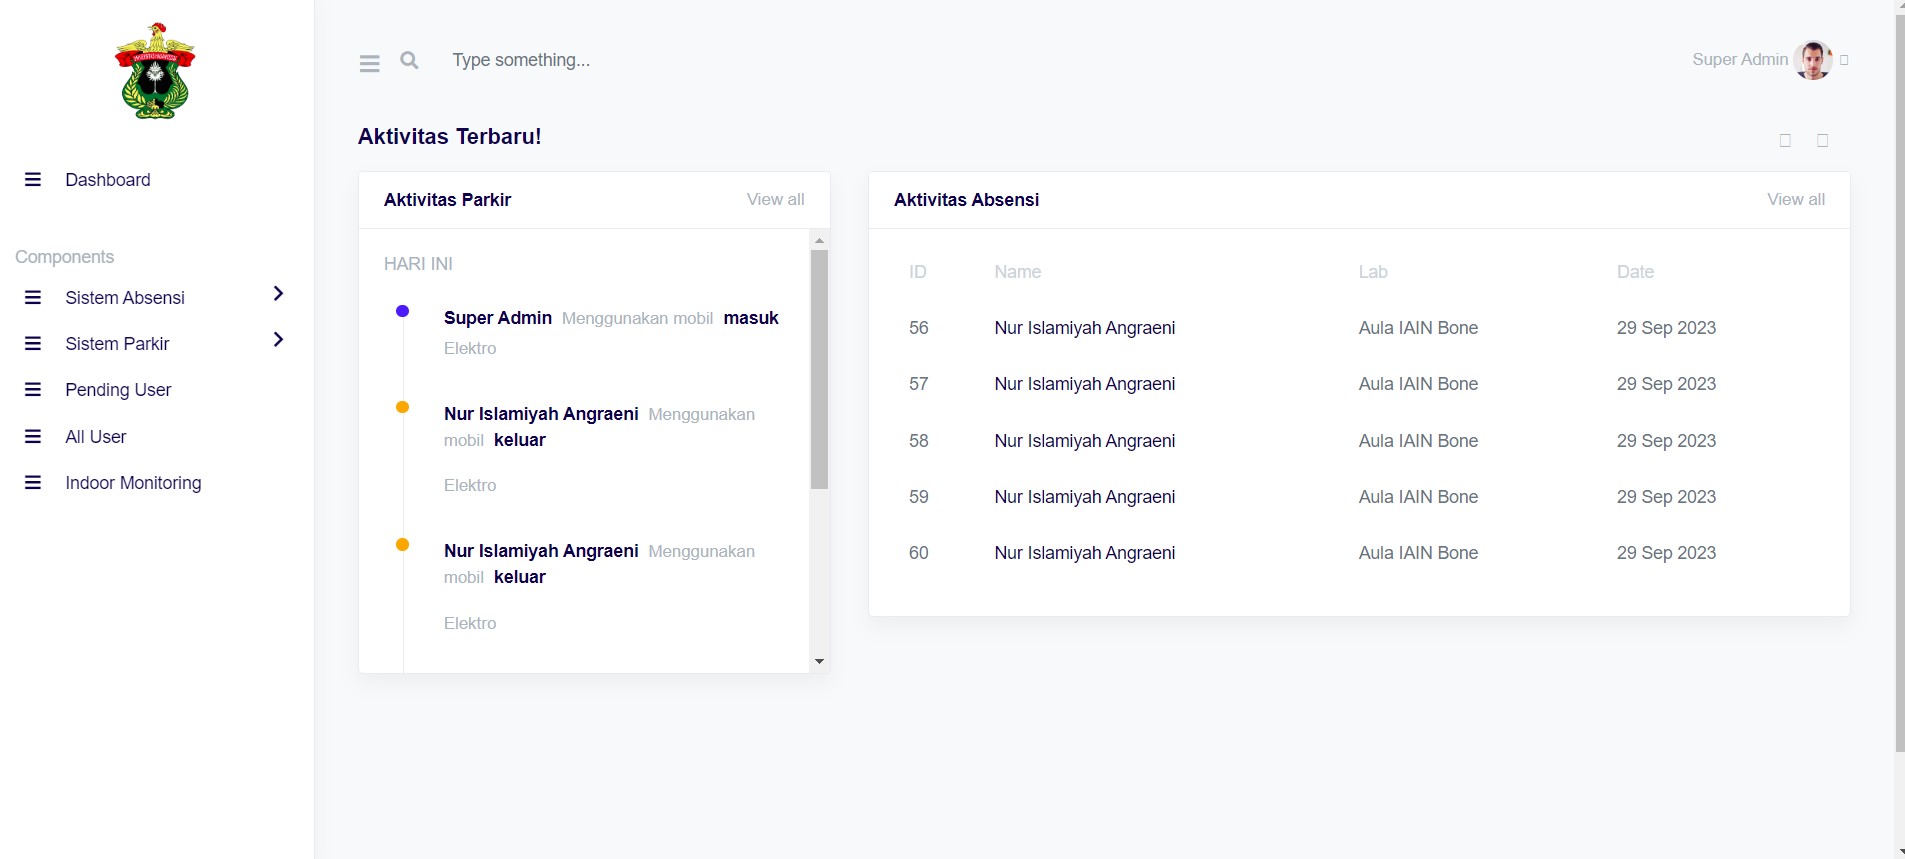 Type something...
Super Admin
Dashboard
Components
Sistem Absensi
Sistem Parkir
Pending User
All User
Indoor Monitoring
Aktivitas Terbaru!
Aktivitas Parkir View all
HARI INI
Super Admin Menggunakan mobil masuk
Elektro
Nur Islamiyah Angraeni Menggunakan
mobil keluar
Elektro
Nur Islamiyah Angraeni Menggunakan
mobil keluar
Elektro
Aktivitas Absensi View all
ID Name Lab Date
56 Nur Islamiyah Angraeni Aula IAIN Bone 29 Sep 2023
57 Nur Islamiyah Angraeni Aula IAIN Bone 29 Sep 2023
58 Nur Islamiyah Angraeni Aula IAIN Bone 29 Sep 2023
59 Nur Islamiyah Angraeni Aula IAIN Bone 29 Sep 2023
60 Nur Islamiyah Angraeni Aula IAIN Bone 29 Sep 2023